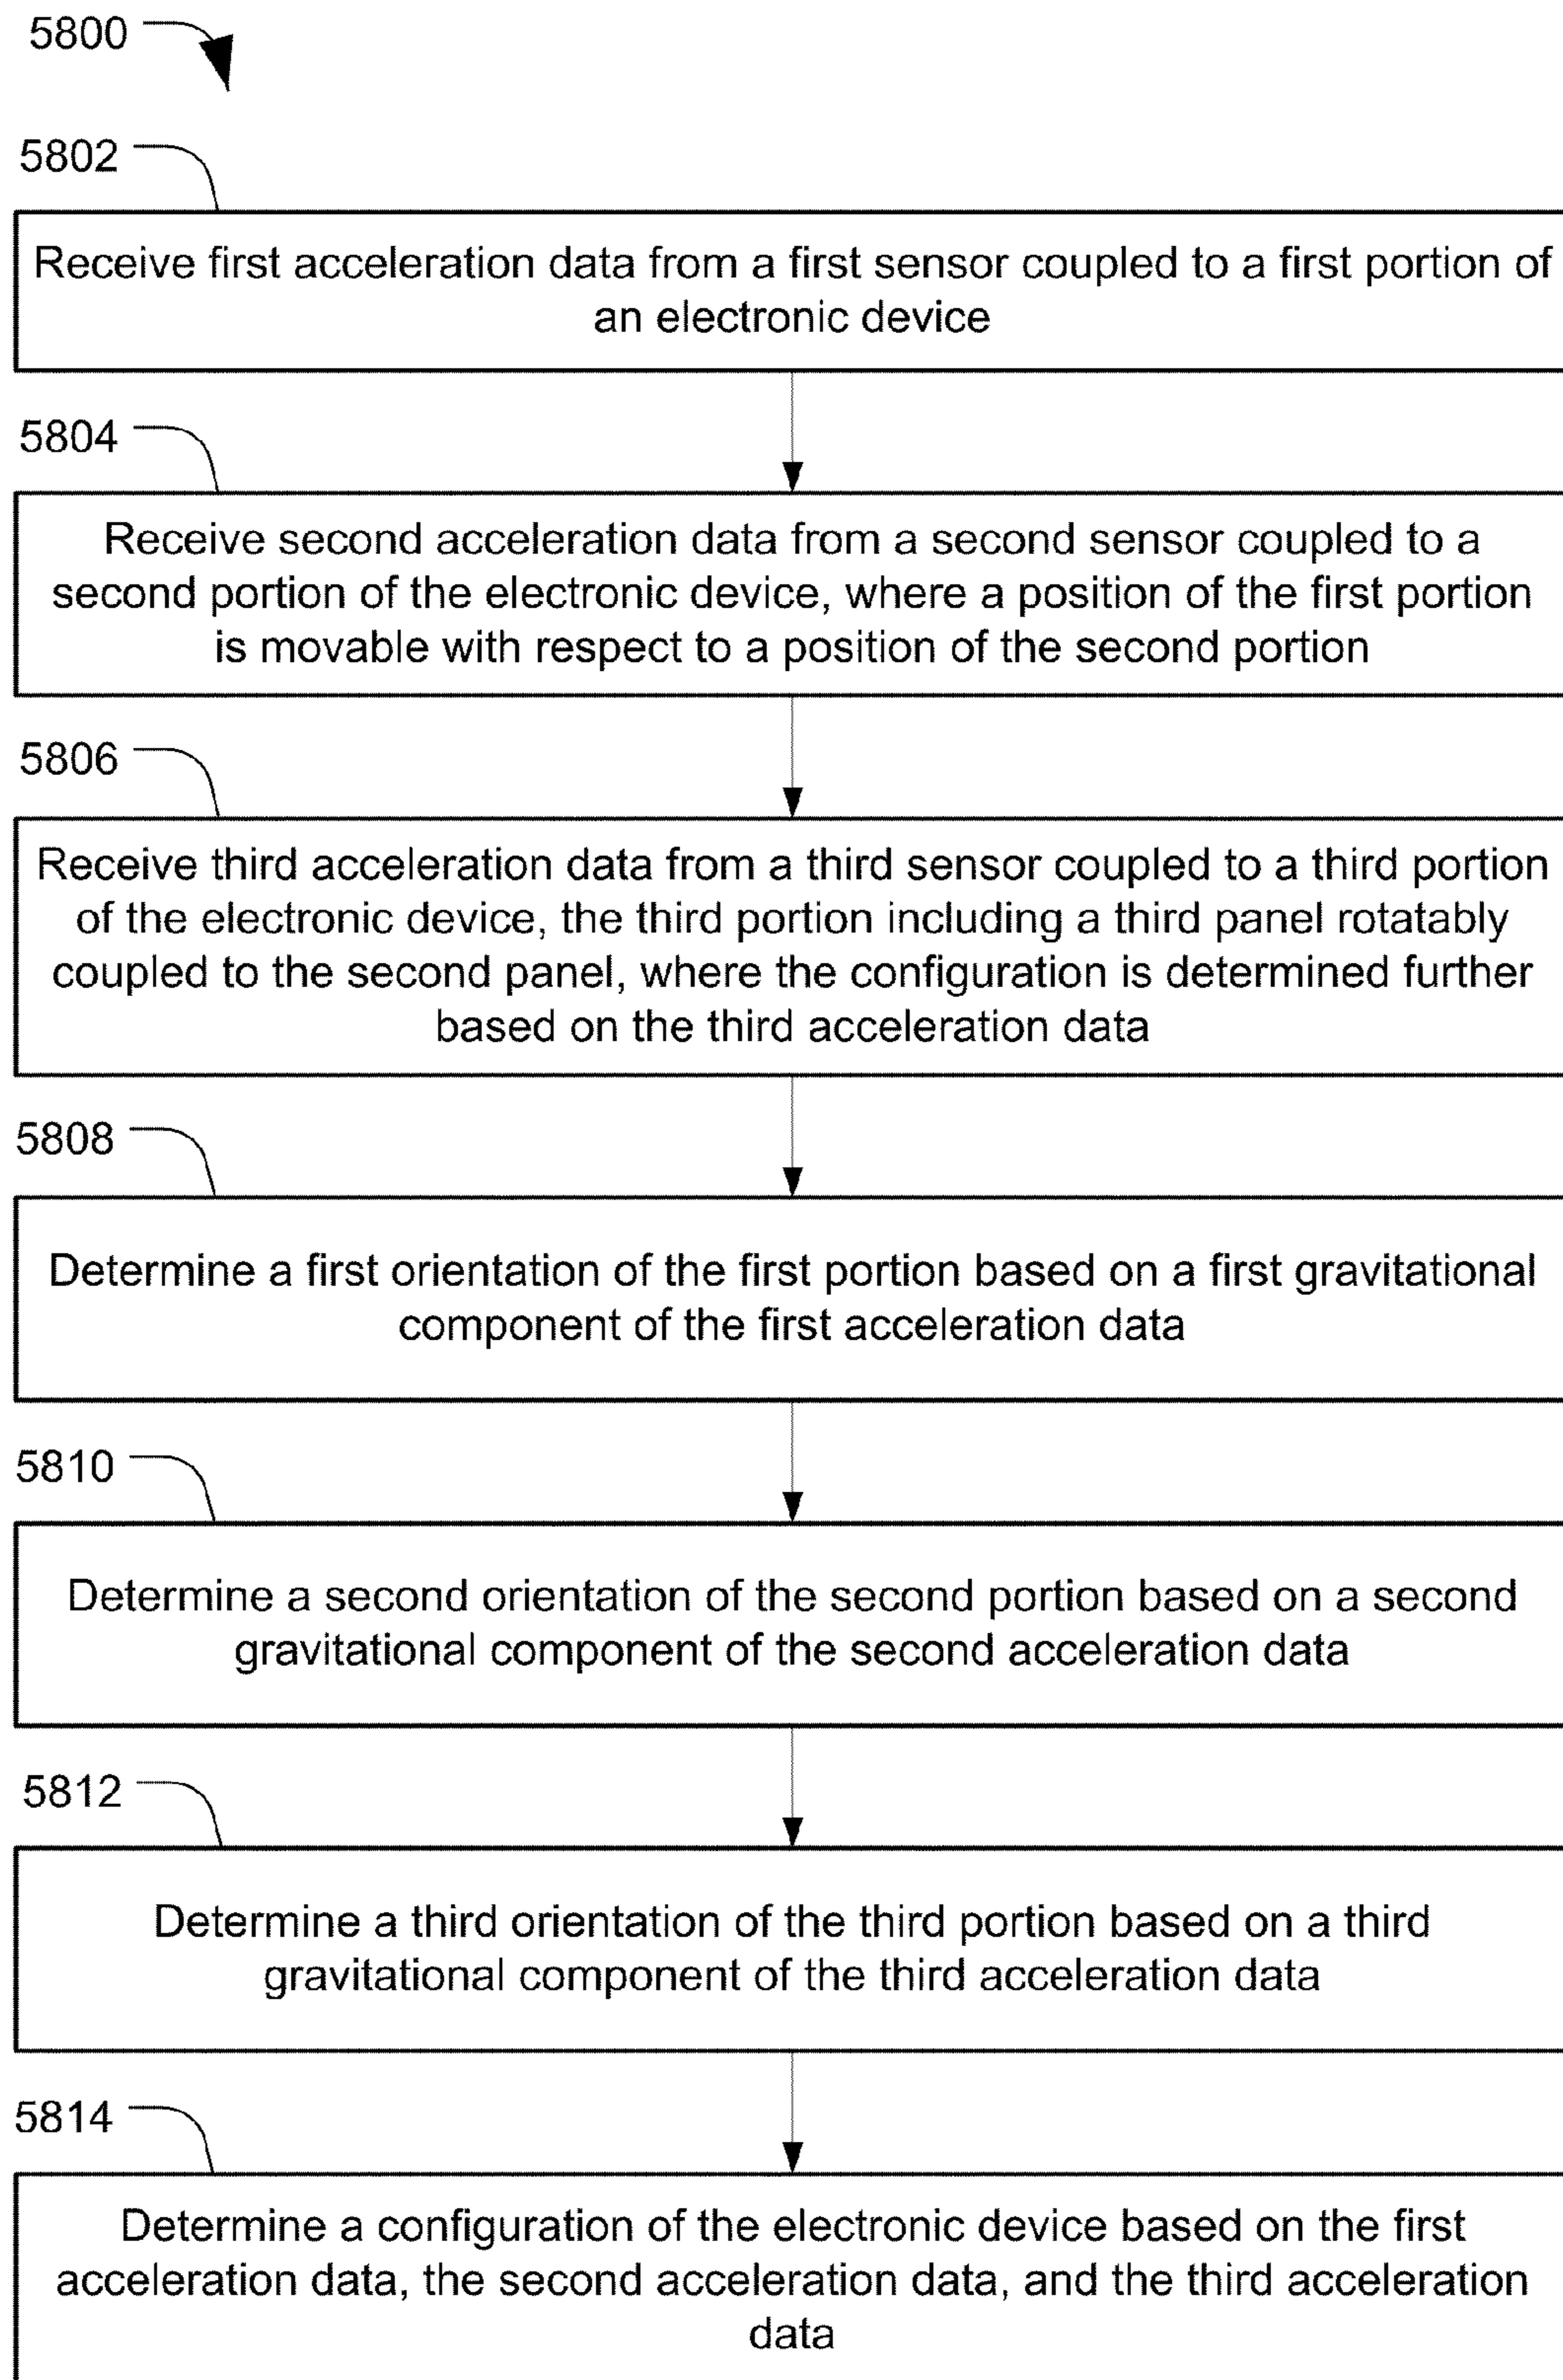 5800
5802
Receive first acceleration data from a first sensor coupled to a first portion of
an electronic device
5804
Receive second acceleration data from a second sensor coupled to a
second portion of the electronic device, where a position of the first portion
is movable with respect to a position of the second portion
5806
Receive third acceleration data from a third sensor coupled to a third portion
of the electronic device, the third portion including a third panel rotatably
coupled to the second panel, where the configuration is determined further
based on the third acceleration data
5808
Determine a first orientation of the first portion based on a first gravitational
component of the first acceleration data
5810
Determine a second orientation of the second portion based on a second
gravitational component of the second acceleration data
5812
Determine a third orientation of the third portion based on a third
gravitational component of the third acceleration data
5814
Determine a configuration of the electronic device based on the first
acceleration data, the second acceleration data, and the third acceleration
data